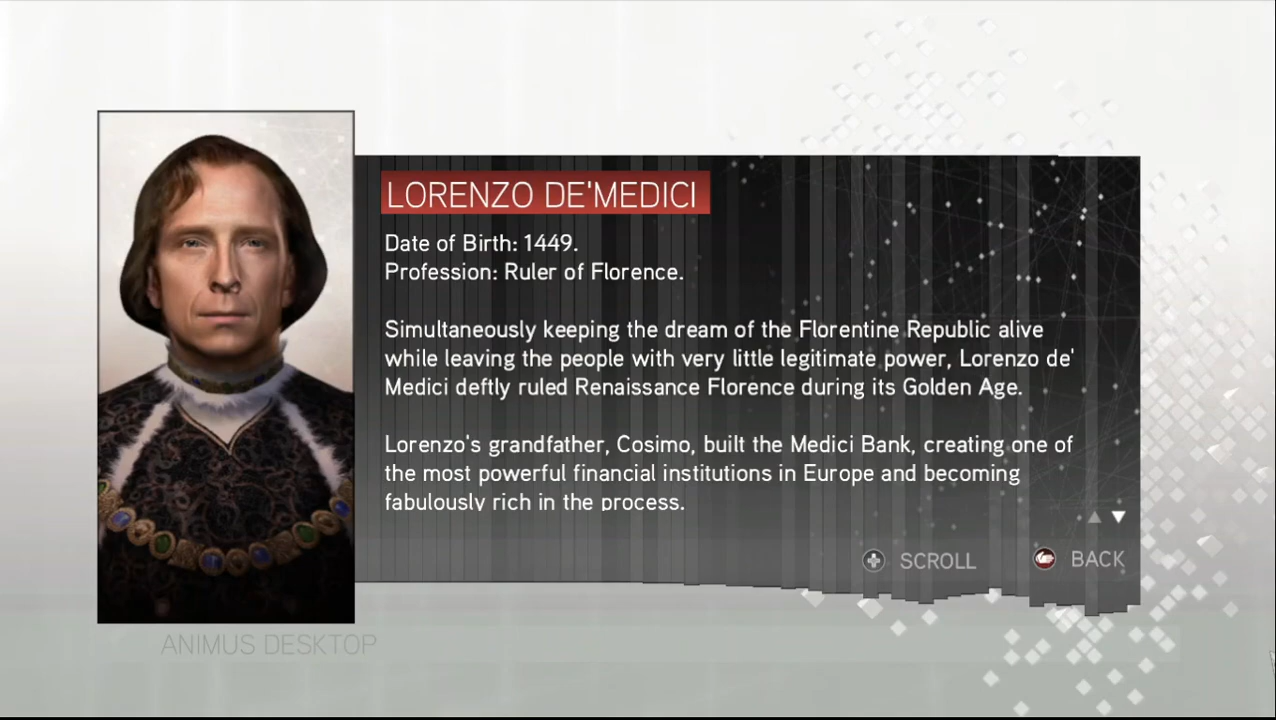 LORENZO DE'MEDICI
Date of Birth: 1449.
Profession: Ruler of Florence.
Simultaneously keeping the dream of the Florentine Republic alive
while leaving the people with very little legitimate power, Lorenzo de'
Medici deftly ruled Renaissance Florence during its Golden Age.
Lorenzo's grandfather, Cosimo, built the Medici Bank, creating one of
the most powerful financial institutions in Europe and becoming
fabulously rich in the process.
SCROLL BACK
ANIMUS DESKTOP